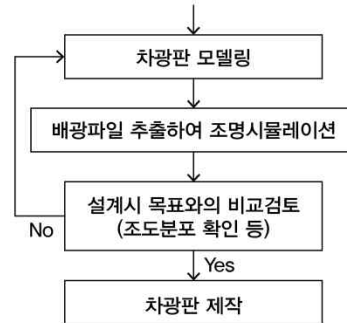 차광판 모델링
배광파일 추출하여 조명시뮬레이션
설계시 목표와의 비교검토
(조도분포 확인 등)
No
Yes
차광판 제작